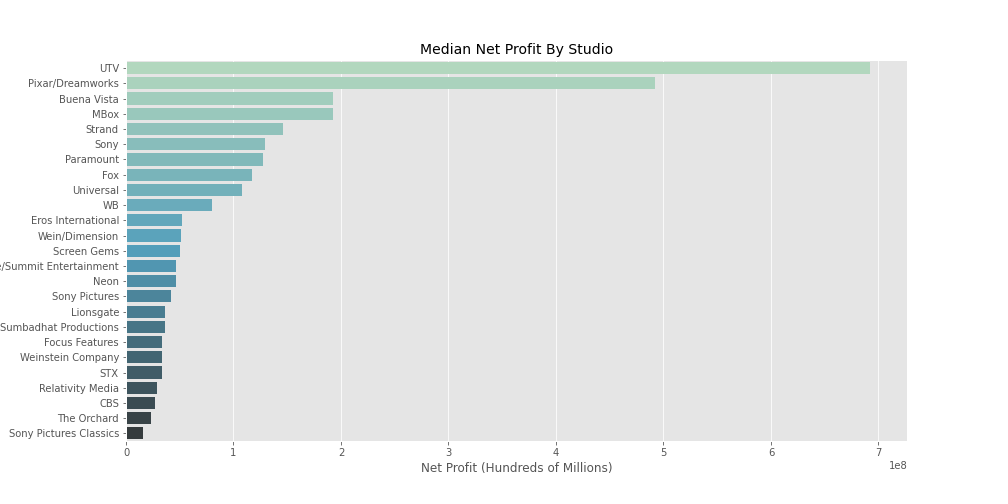 Median Net Profit By Studio
UTV
Pixar/Dreamworks
Buena Vista
MBox
Strand
Sony
Paramount
Fox
Universal
WB
Eros International
Wein/Dimension
Screen Gems
/Summit Entertainment
Neon
Sony Pictures
Lionsgate
Sumbadhat Productions
Focus Features
Weinstein Company
STX
Relativity Media
CBS
The Orchard
Sony Pictures Classics
0 1 2 3 4 5 6 7
1e8
Net Profit (Hundreds of Millions)